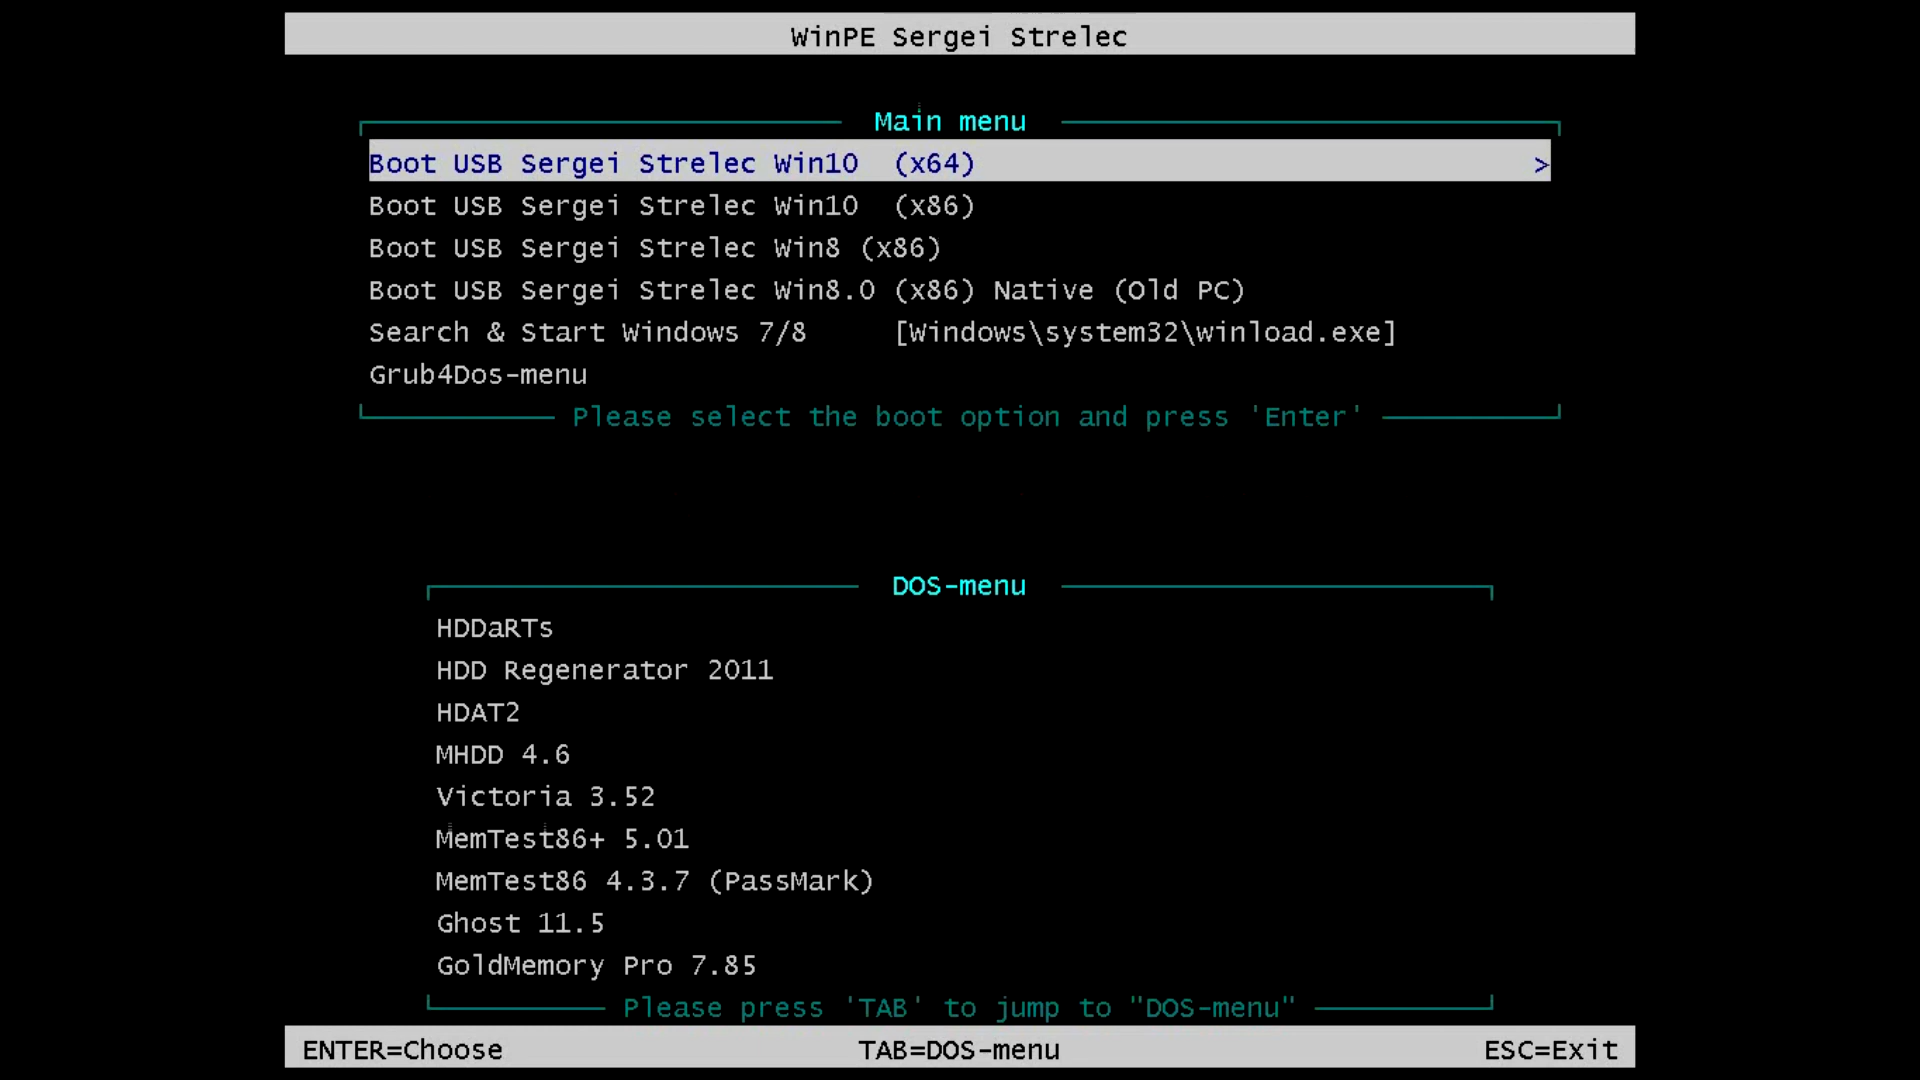 WinPE Sergei Strelec
Main menu
Boot USB Sergei Strelec Win10  (x64) >
Boot USB Sergei Strelec Win10  (x86)
Boot USB Sergei Strelec Win8 (x86)
Boot USB Sergei Strelec Win8.0 (x86) Native (Old PC)
Search & Start Windows 7/8     [Windows\system32\winload.exe]
Grub4Dos-menu
Please select the boot option and press 'Enter'
DOS-menu
HDDaRTs
HDD Regenerator 2011
HDAT2
MHDD 4.6
Victoria 3.52
MemTest86+ 5.01
MemTest86 4.3.7 (PassMark)
Ghost 11.5
GoldMemory Pro 7.85
Please press 'TAB' to jump to "DOS-menu"
ENTER=Choose TAB=DOS-menu ESC=Exit